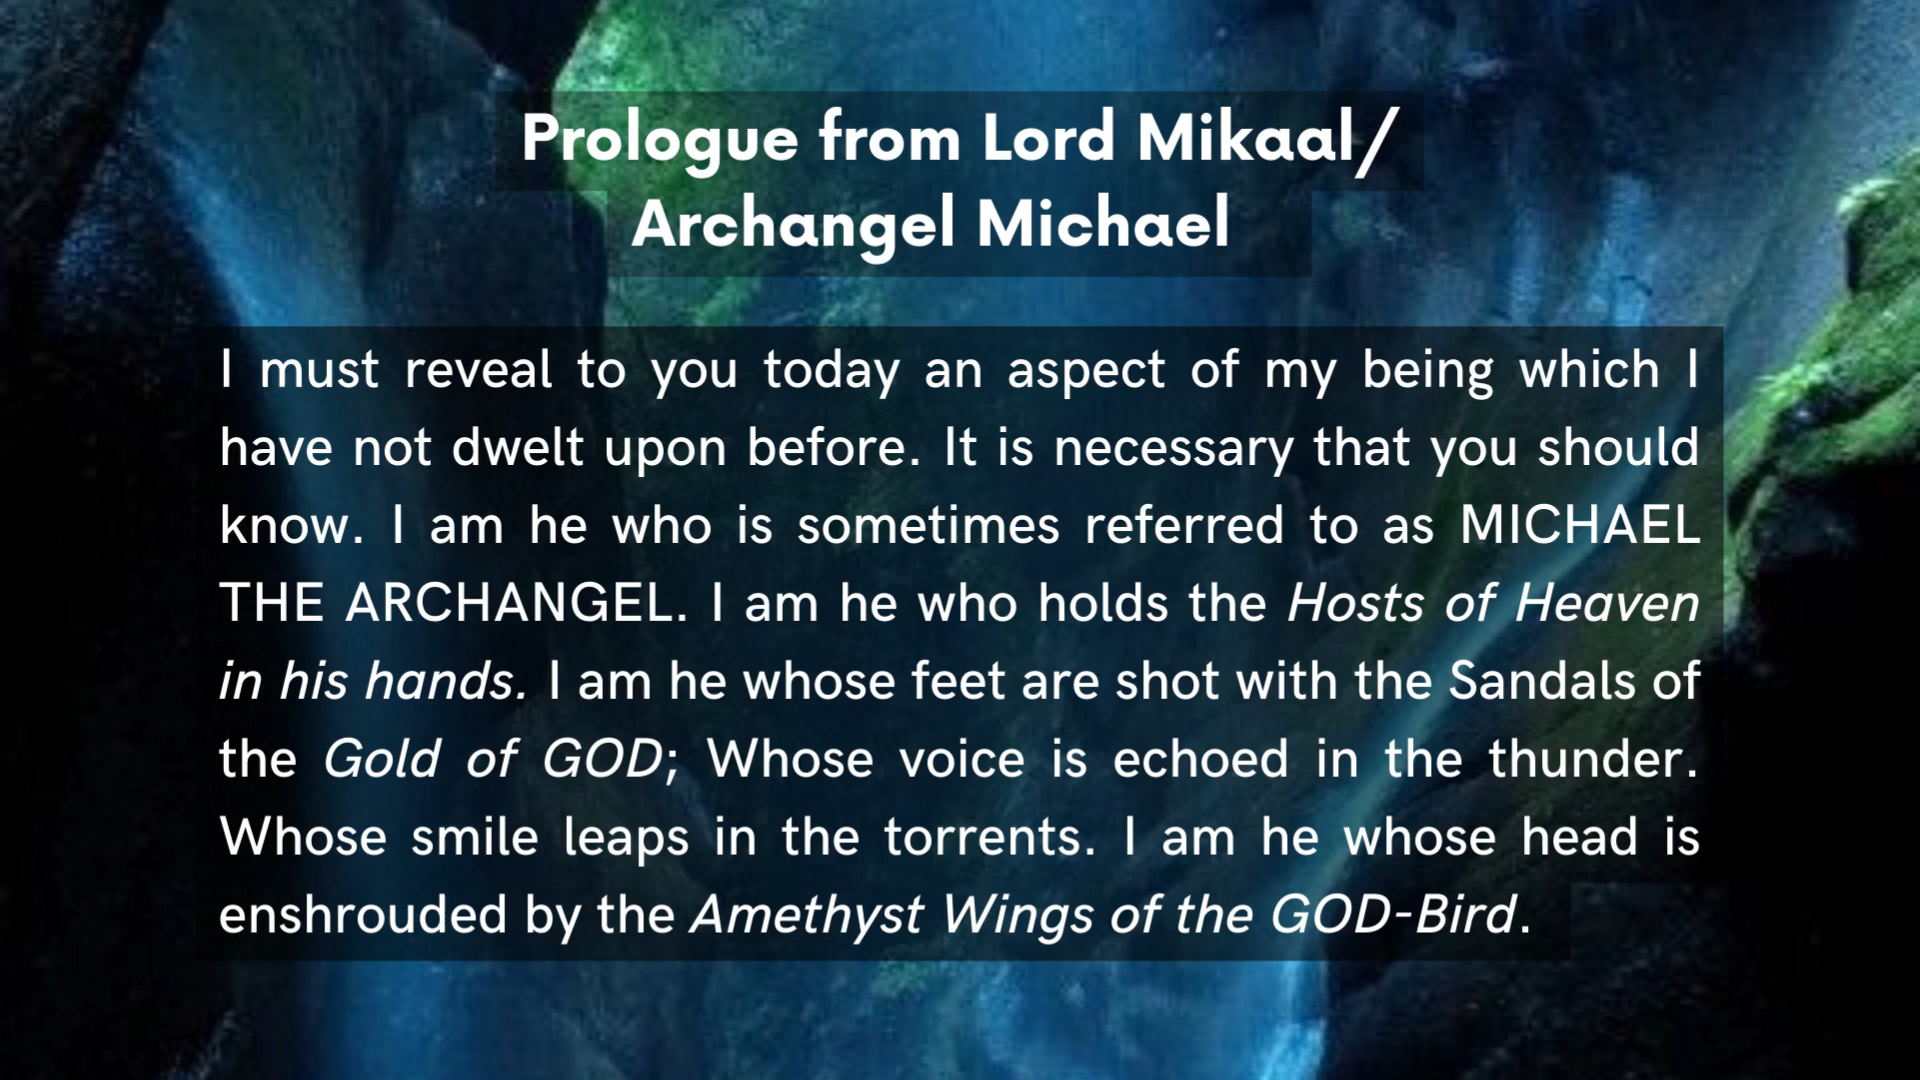 Prologue from Lord Mikaal/
Archangel Michael
I must reveal to you today an aspect of my being which I
have not dwelt upon before. It is necessary that you should
know. I am he who is sometimes referred to as MICHAEL
THE ARCHANGEL. I am he who holds the Hosts of Heaven
in his hands. I am he whose feet are shot with the Sandals of
the Gold of GOD; Whose voice is echoed in the thunder.
Whose smile leaps in the torrents. I am he whose head is
enshrouded by the Amethyst Wings of the GOD-Bird.